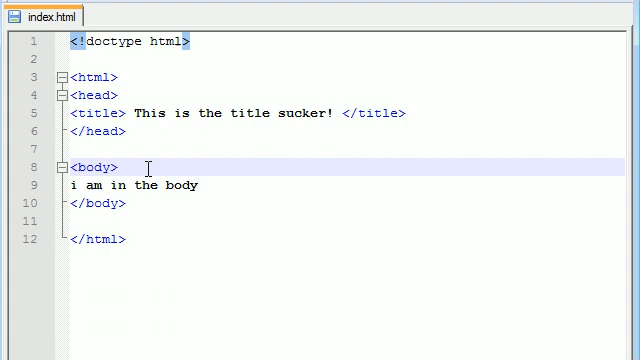 index.html
1 <!doctype html>
2
3 <html>
4 <head>
5 <title> This is the title sucker! </title>
6 </head>
7
8 <body>
9 i am in the body
10 </body>
11
12 </html>